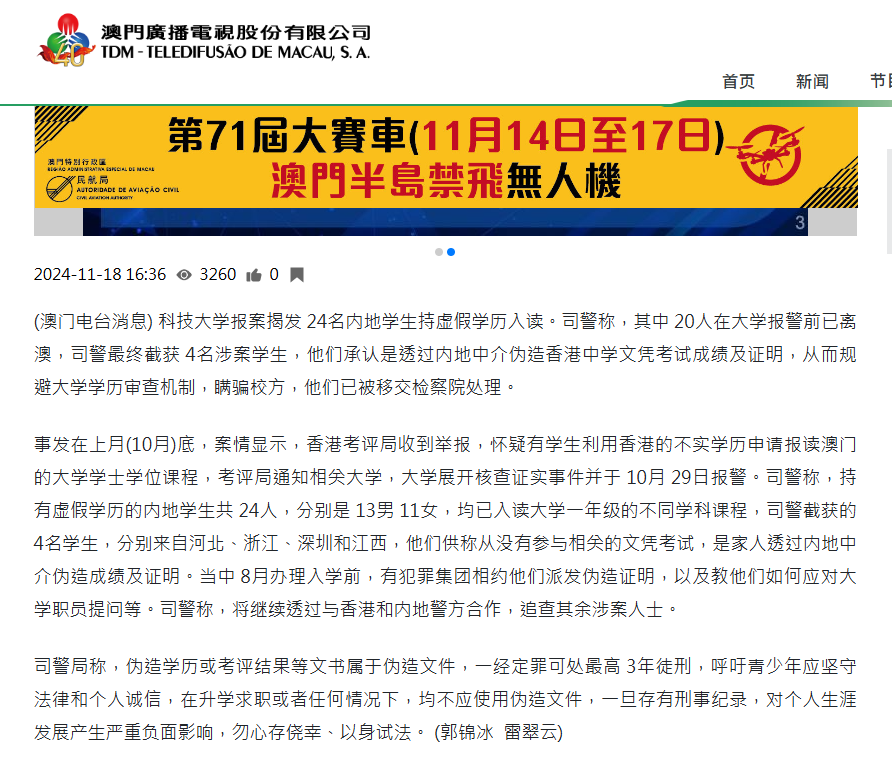 澳門廣播電視股份有限公司
TDM - TELEDIFUSÃO DE MACAU, S. A.
40
首页 新闻 节目
第71屆大賽車(11月14日至17日)
澳門半島禁飛無人機
澳門特別行政區
REGIÃO ADMINISTRATIVA ESPECIAL DE MACAU
民航局
AUTORIDADE DE AVIAÇÃO CIVIL
CIVIL AVIATION AUTHORITY
3
2024-11-18 16:36 3260 0
(澳门电台消息) 科技大学报案揭发 24名内地学生持虚假学历入读。司警称，其中 20人在大学报警前已离
澳，司警最终截获 4名涉案学生，他们承认是透过内地中介伪造香港中学文凭考试成绩及证明，从而规
避大学学历审查机制，瞒骗校方，他们已被移交检察院处理。
事发在上月(10月)底，案情显示，香港考评局收到举报，怀疑有学生利用香港的不实学历申请报读澳门
的大学学士学位课程，考评局通知相关大学，大学展开核查证实事件并于 10月 29日报警。司警称，持
有虚假学历的内地学生共 24人，分别是 13男 11女，均已入读大学一年级的不同学科课程，司警截获的
4名学生，分别来自河北、浙江、深圳和江西，他们供称从没有参与相关的文凭考试，是家人透过内地中
介伪造成绩及证明。当中 8月办理入学前，有犯罪集团相约他们派发伪造证明，以及教他们如何应对大
学职员提问等。司警称，将继续透过与香港和内地警方合作，追查其余涉案人士。
司警局称，伪造学历或考评结果等文书属于伪造文件，一经定罪可处最高 3年徒刑，呼吁青少年应坚守
法律和个人诚信，在升学求职或者任何情况下，均不应使用伪造文件，一旦存有刑事纪录，对个人生涯
发展产生严重负面影响，勿心存侥幸、以身试法。 (郭锦冰 雷翠云)